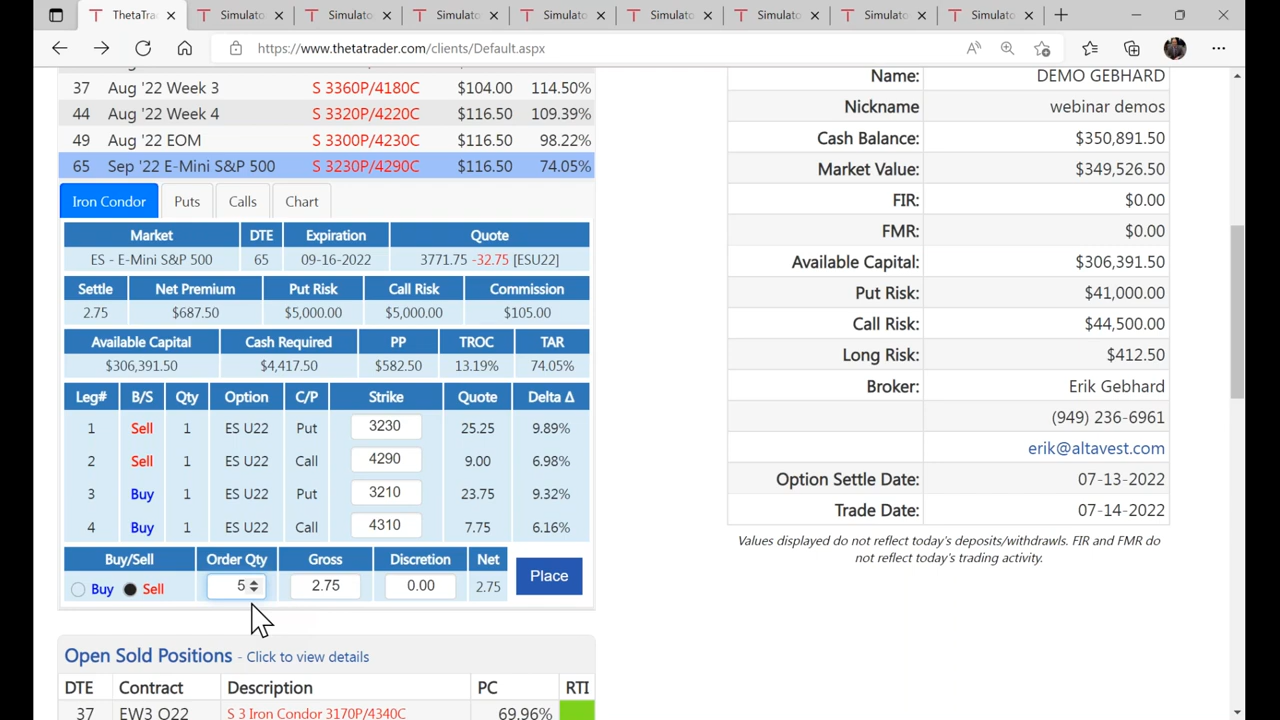 ThetaTra
Simulato
Simulato
Simulato
Simulato
Simulato
Simulato
Simulato
Simulato
https://www.thetatrader.com/clients/Default.aspx
37 Aug '22 Week 3 S 3360P/4180C $104.00 114.50%
44 Aug '22 Week 4 S 3320P/4220C $116.50 109.39%
49 Aug '22 EOM S 3300P/4230C $116.50 98.22%
65 Sep '22 E-Mini S&P 500 S 3230P/4290C $116.50 74.05%
Iron Condor Puts Calls Chart
Market DTE Expiration Quote
ES - E-Mini S&P 500 65 09-16-2022 3771.75 -32.75 [ESU22]
Settle Net Premium Put Risk Call Risk Commission
2.75 $687.50 $5,000.00 $5,000.00 $105.00
Available Capital Cash Required PP TROC TAR
$306,391.50 $4,417.50 $582.50 13.19% 74.05%
Leg# B/S Qty Option C/P Strike Quote Delta Δ
1 Sell 1 ES U22 Put 3230 25.25 9.89%
2 Sell 1 ES U22 Call 4290 9.00 6.98%
3 Buy 1 ES U22 Put 3210 23.75 9.32%
4 Buy 1 ES U22 Call 4310 7.75 6.16%
Buy/Sell Order Qty Gross Discretion Net
Buy Sell 5 2.75 0.00 2.75 Place
Open Sold Positions - Click to view details
DTE Contract Description PC RTI
37 EW3 Q22 S 3 Iron Condor 3170P/4340C 69.96%
Name: DEMO GEBHARD
Nickname webinar demos
Cash Balance: $350,891.50
Market Value: $349,526.50
FIR: $0.00
FMR: $0.00
Available Capital: $306,391.50
Put Risk: $41,000.00
Call Risk: $44,500.00
Long Risk: $412.50
Broker: Erik Gebhard
(949) 236-6961
erik@altavest.com
Option Settle Date: 07-13-2022
Trade Date: 07-14-2022
Values displayed do not reflect today's deposits/withdrawls. FIR and FMR do
not reflect today's trading activity.